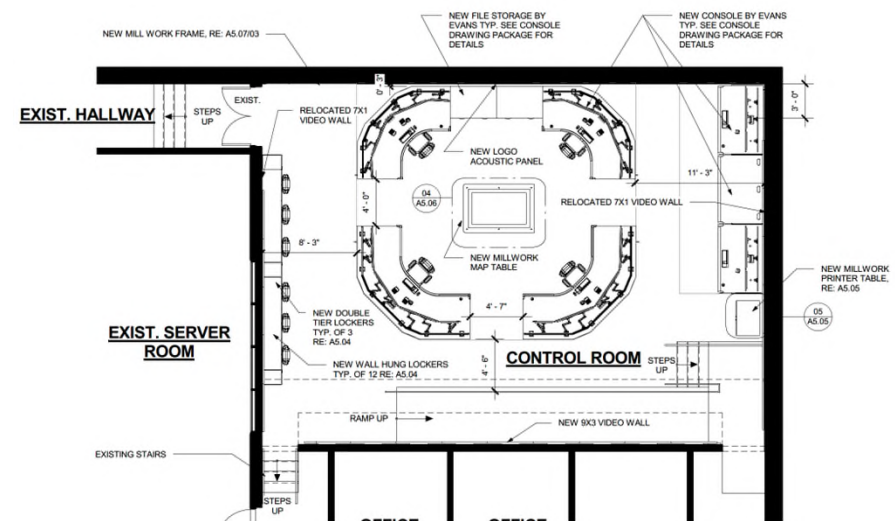 NEW MILL WORK FRAME, RE: A5.07/03
NEW FILE STORAGE BY
EVANS TYP. SEE CONSOLE
DRAWING PACKAGE FOR
DETAILS
NEW CONSOLE BY EVANS
TYP. SEE CONSOLE
DRAWING PACKAGE FOR
DETAILS
0' - 3"
EXIST. HALLWAY
STEPS
UP
EXIST.
RELOCATED 7X1
VIDEO WALL
3' - 0"
NEW LOGO
ACOUSTIC PANEL
11' - 3"
04
A5.06
4' - 0"
RELOCATED 7X1 VIDEO WALL
8' - 3"
NEW MILLWORK
MAP TABLE
NEW MILLWORK
PRINTER TABLE,
RE: A5.05
05
A5.05
4' - 7"
NEW DOUBLE
TIER LOCKERS
TYP. OF 3
RE: A5.04
EXIST. SERVER
ROOM
NEW WALL HUNG LOCKERS
TYP. OF 12 RE: A5.04
4' - 6"
CONTROL ROOM
STEPS
UP
RAMP UP
NEW 9X3 VIDEO WALL
EXISTING STAIRS
STEPS
UP
OFFICE
OFFICE